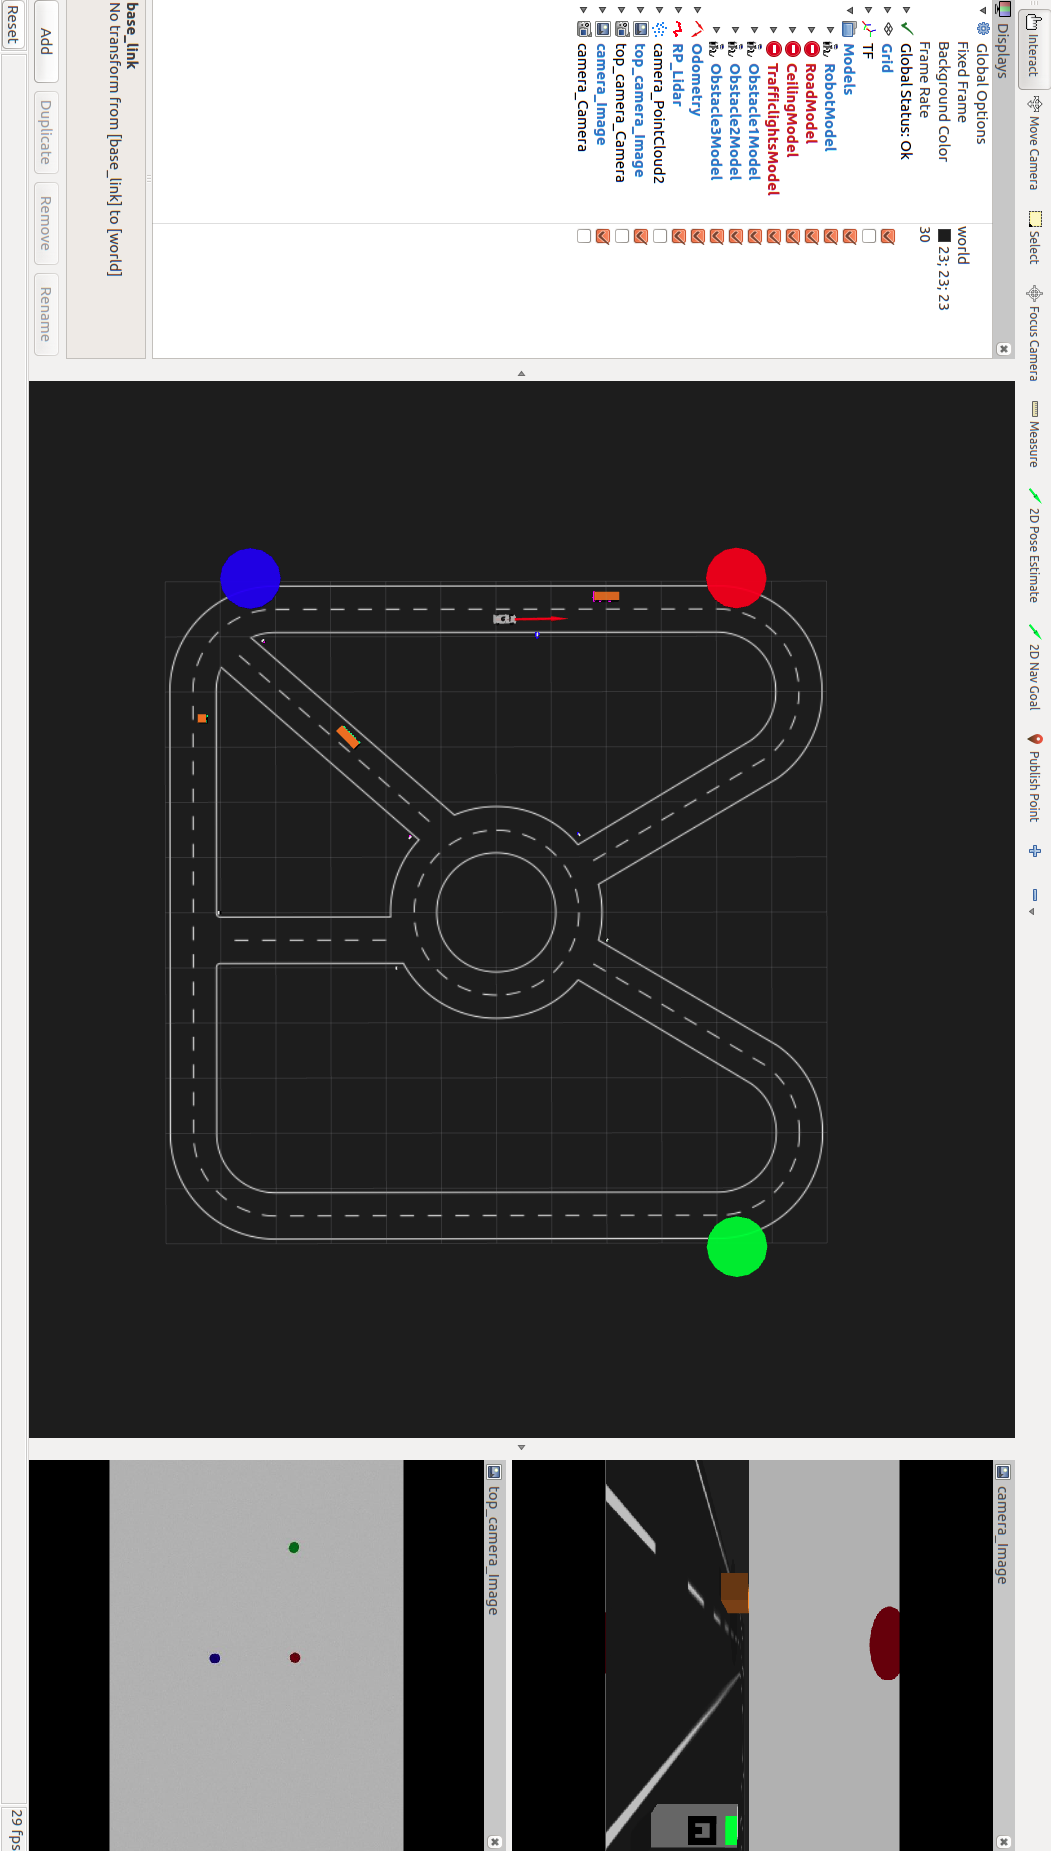 Interact
Move Camera
Select
Focus Camera
Measure
2D Pose Estimate
2D Nav Goal
Publish Point
Displays
Global Options
Fixed Frame
world
Background Color
23; 23; 23
Frame Rate
30
Global Status: Ok
Grid
TF
Models
RobotModel
RoadModel
CeilingModel
TrafficlightsModel
Obstacle1Model
Obstacle2Model
Obstacle3Model
Odometry
RP_Lidar
camera_PointCloud2
top_camera_Image
top_camera_Camera
camera_Image
camera_Camera
base_link
No transform from [base_link] to [world]
Add
Duplicate
Remove
Rename
camera_Image
top_camera_Image
Reset
29 fps